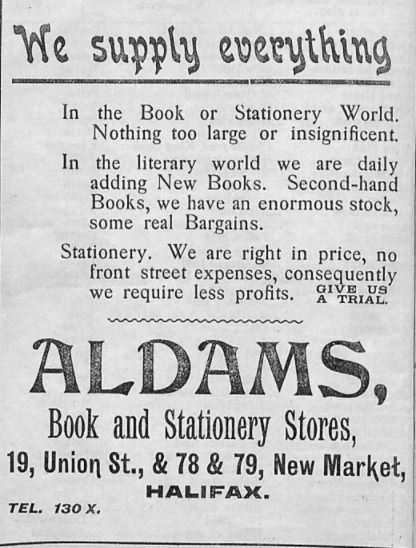 We supply everything
In the Book or Stationery World.
Nothing too large or insignificent.
In the literary world we are daily
adding New Books. Second-hand
Books, we have an enormous stock,
some real Bargains.
Stationery. We are right in price, no
front street expenses, consequently
we require less profits. GIVE US
A TRIAL.
ALDAMS,
Book and Stationery Stores,
19, Union St., & 78 & 79, New Market,
HALIFAX.
TEL. 130 X.